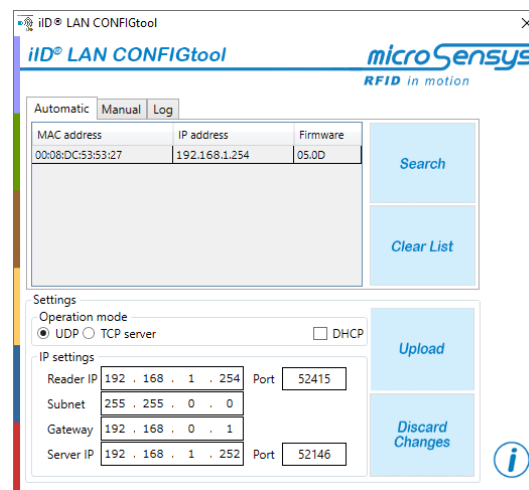 iID® LAN CONFIGtool
iID® LAN CONFIGtool
microSensys
RFID in motion
Automatic Manual Log
MAC address IP address Firmware
00:08:DC:53:53:27 192.168.1.254 05.0D
Search
Clear List
Settings
Operation mode
UDP TCP server DHCP
IP settings
Reader IP 192 . 168 . 1 . 254 Port 52415
Subnet 255 . 255 . 0 . 0
Gateway 192 . 168 . 0 . 1
Server IP 192 . 168 . 1 . 252 Port 52146
Upload
Discard
Changes
i